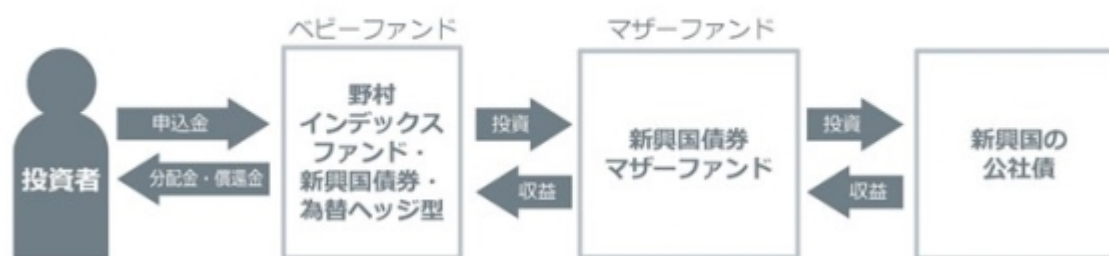 ベビーファンド
マザーファンド
投資者
申込金
分配金・償還金
野村
インデックス
ファンド・
新興国債券・
為替ヘッジ型
投資
収益
新興国債券
マザーファンド
投資
収益
新興国の
公社債